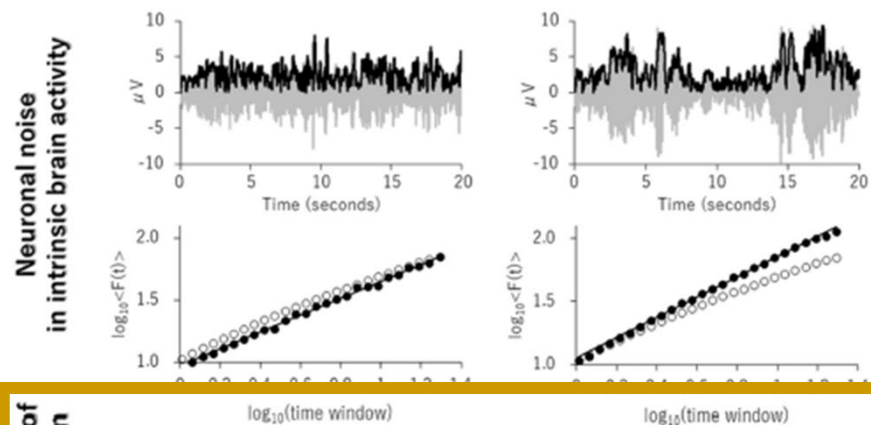 Neuronal noise
in intrinsic brain activity
10
5
0
-5
-10
μV
0 5 10 15 20
Time (seconds)
10
5
0
-5
-10
μV
0 5 10 15 20
Time (seconds)
2.0
1.5
1.0
log₁₀<F(t)>
log₁₀(time window)
2.0
1.5
1.0
log₁₀<F(t)>
log₁₀(time window)
of